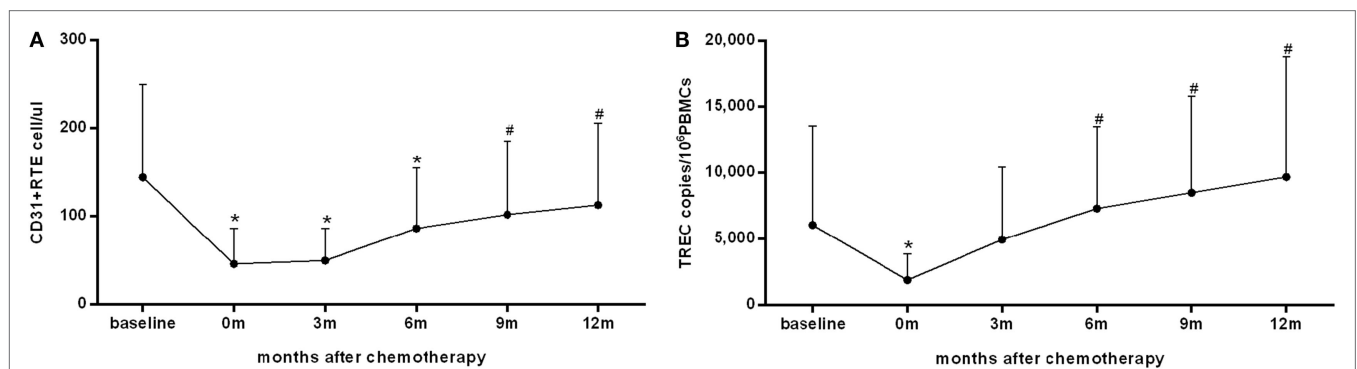 A
CD31+RTE cell/ul
300
200
100
0
* * * # #
baseline 0m 3m 6m 9m 12m
months after chemotherapy
B
TREC copies/10⁶PBMCs
20,000
15,000
10,000
5,000
0
* # # #
baseline 0m 3m 6m 9m 12m
months after chemotherapy